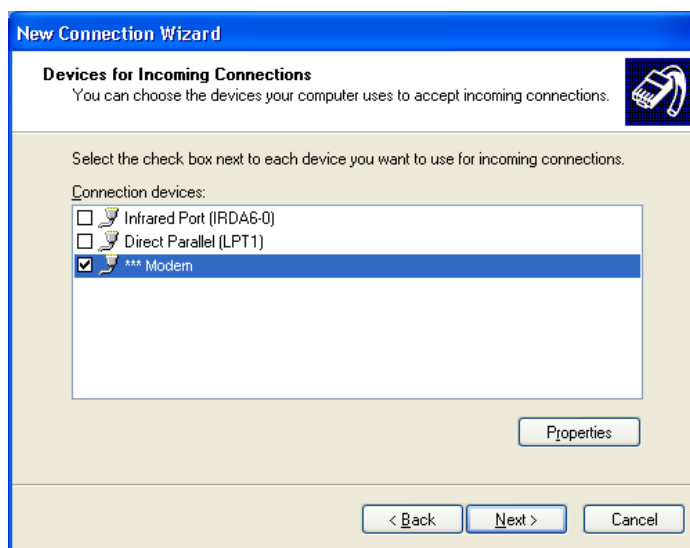 New Connection Wizard
Devices for Incoming Connections
You can choose the devices your computer uses to accept incoming connections.
Select the check box next to each device you want to use for incoming connections.
Connection devices:
Infrared Port (IRDA6-0)
Direct Parallel (LPT1)
*** Modem
Properties
< Back Next > Cancel